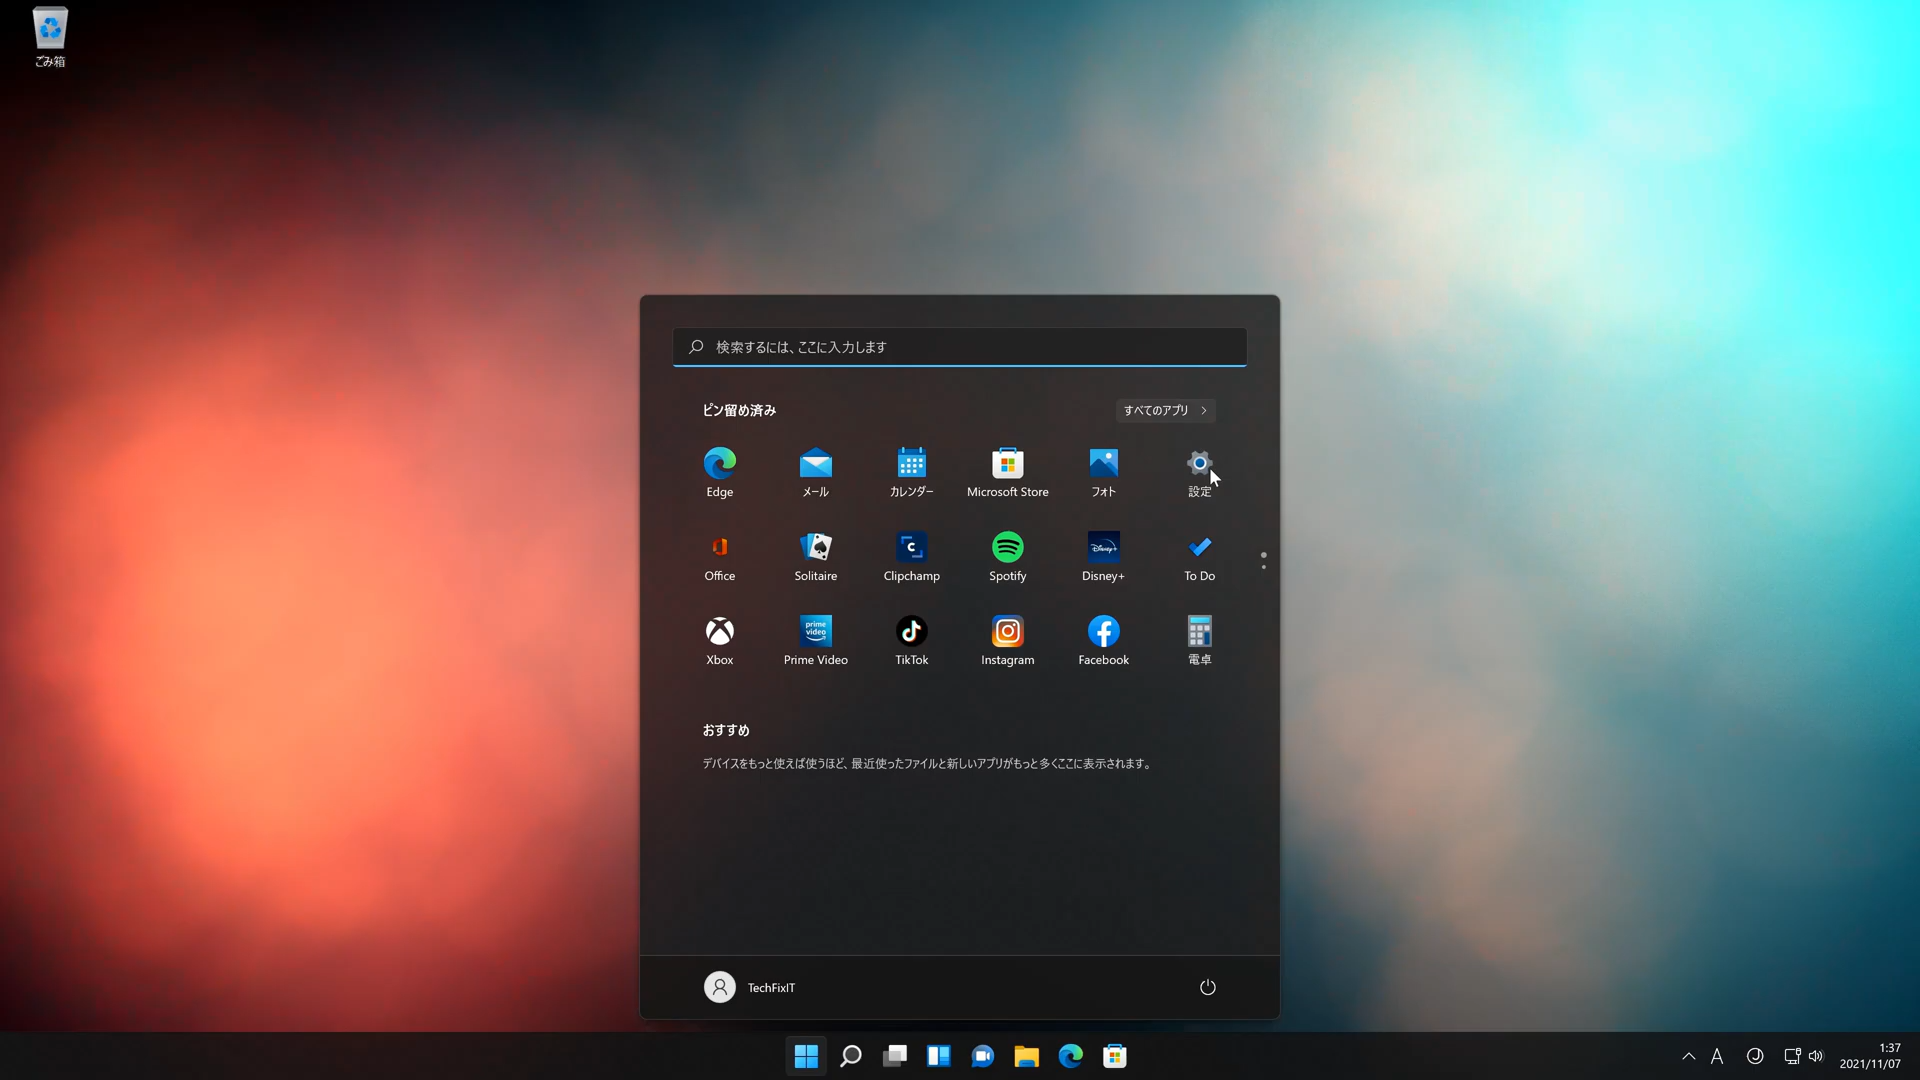 ごみ箱
検索するには、ここに入力します
ピン留め済み
すべてのアプリ
Edge
メール
カレンダー
Microsoft Store
フォト
設定
Office
Solitaire
Clipchamp
Spotify
Disney+
Disney+
To Do
prime video
Xbox
Prime Video
TikTok
Instagram
Facebook
電卓
おすすめ
デバイスをもっと使えば使うほど、最近使ったファイルと新しいアプリがもっと多くここに表示されます。
TechFixIT
A
1:37
2021/11/07